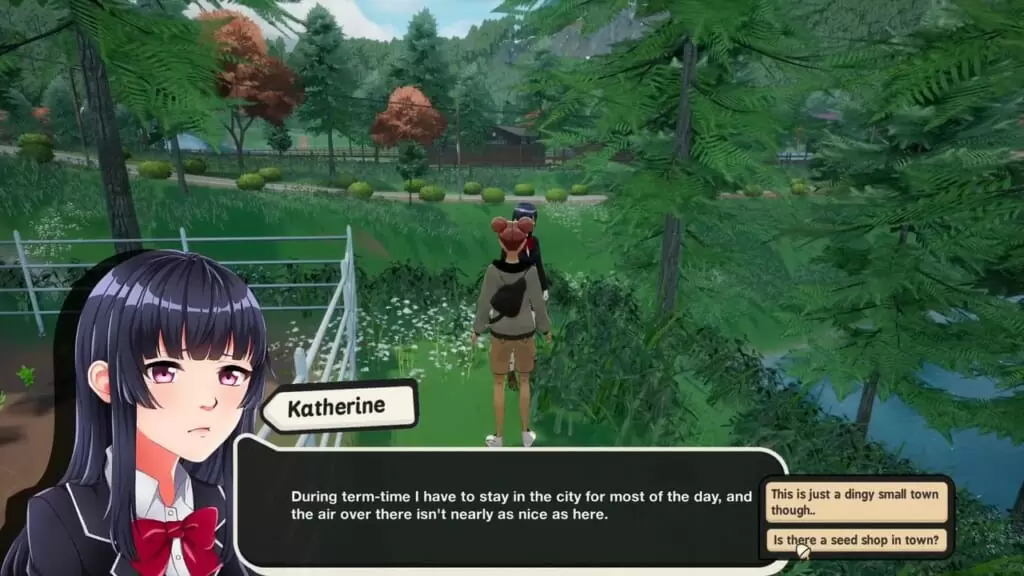 Katherine
During term-time I have to stay in the city for most of the day, and
the air over there isn't nearly as nice as here.
This is just a dingy small town
though..
Is there a seed shop in town?